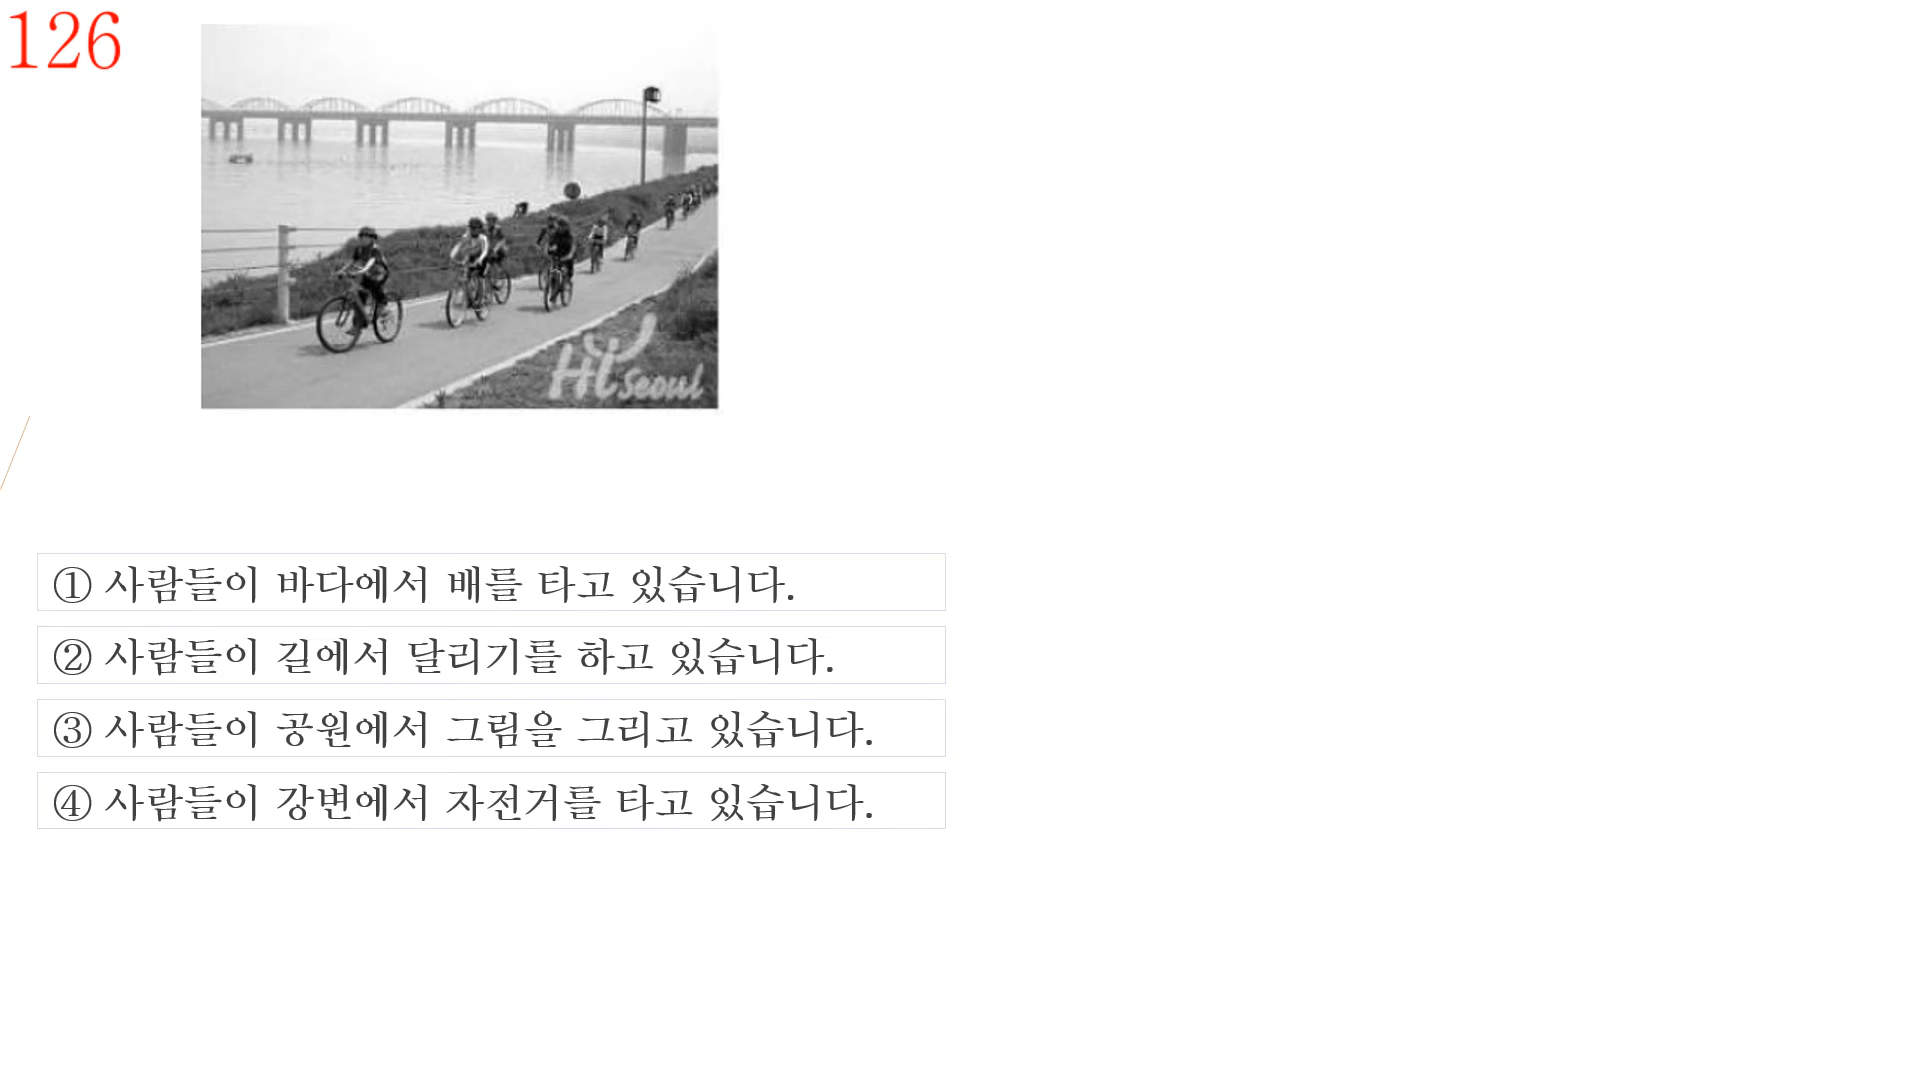 126
Hi Seoul
① 사람들이 바다에서 배를 타고 있습니다.
② 사람들이 길에서 달리기를 하고 있습니다.
③ 사람들이 공원에서 그림을 그리고 있습니다.
④ 사람들이 강변에서 자전거를 타고 있습니다.